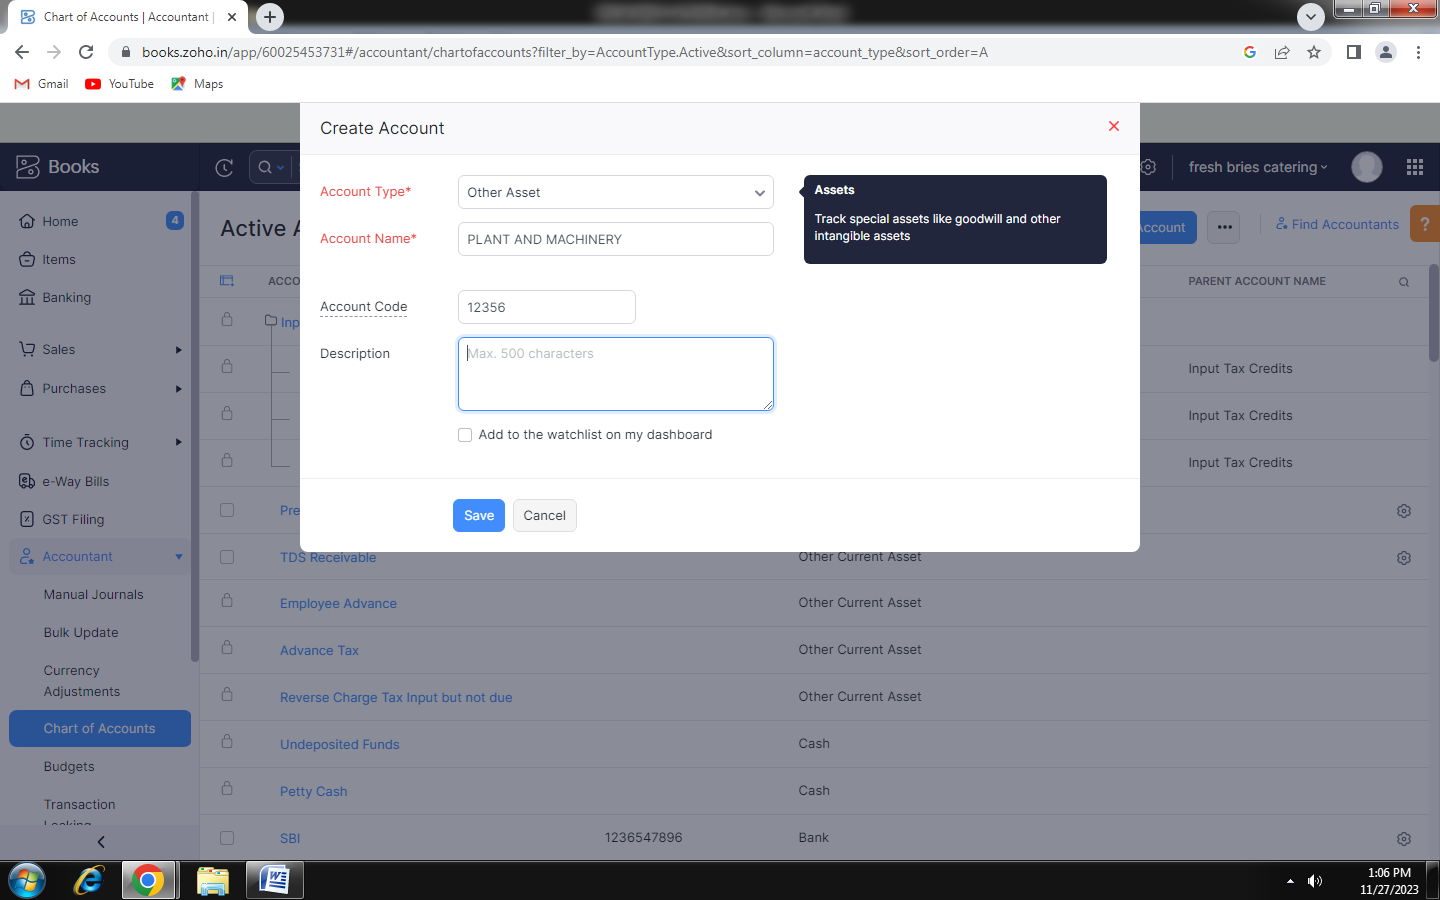 Chart of Accounts | Accountant |
books.zoho.in/app/60025453731#/accountant/chartofaccounts?filter_by=AccountType.Active&sort_column=account_type&sort_order=A
Gmail YouTube Maps
Create Account
Books
fresh bries catering
Account Type* Other Asset
Assets
Track special assets like goodwill and other
intangible assets
Account Name* PLANT AND MACHINERY
Home 4
Active A
Account
Find Accountants
?
Items
Banking
ACCO
PARENT ACCOUNT NAME
Account Code 12356
Inp
Description Max. 500 characters
Sales
Input Tax Credits
Purchases
Input Tax Credits
Add to the watchlist on my dashboard
Time Tracking
Input Tax Credits
e-Way Bills
Pre
Save Cancel
GST Filing
Accountant
TDS Receivable Other Current Asset
Manual Journals
Employee Advance Other Current Asset
Bulk Update
Advance Tax Other Current Asset
Currency
Adjustments
Reverse Charge Tax Input but not due Other Current Asset
Chart of Accounts
Undeposited Funds Cash
Budgets
Petty Cash Cash
Transaction
Locking
SBI 1236547896 Bank
1:06 PM
11/27/2023